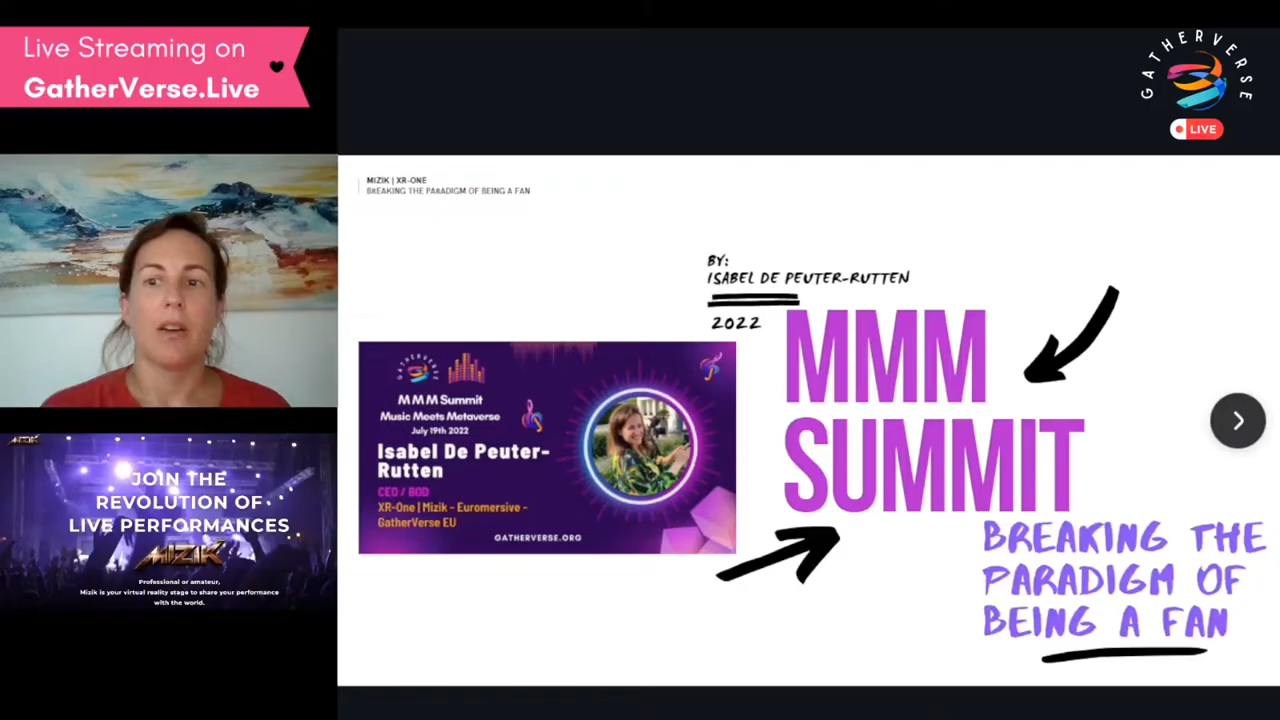 Live Streaming on
GatherVerse.Live
GATHERVERSE
LIVE
MIZIK | XR-ONE
BREAKING THE PARADIGM OF BEING A FAN
BY:
ISABEL DE PEUTER-RUTTEN
2022
MMM
SUMMIT
BREAKING THE
PARADIGM OF
BEING A FAN
GATHERVERSE
MMM Summit
Music Meets Metaverse
July 19th 2022
Isabel De Peuter-
Rutten
CEO / BOD
XR-One | Mizik - Euromersive -
GatherVerse EU
GATHERVERSE.ORG
MIZIK
JOIN THE
REVOLUTION OF
LIVE PERFORMANCES
MIZIK
Professional or amateur,
Mizik is your virtual reality stage to share your performance
with the world.